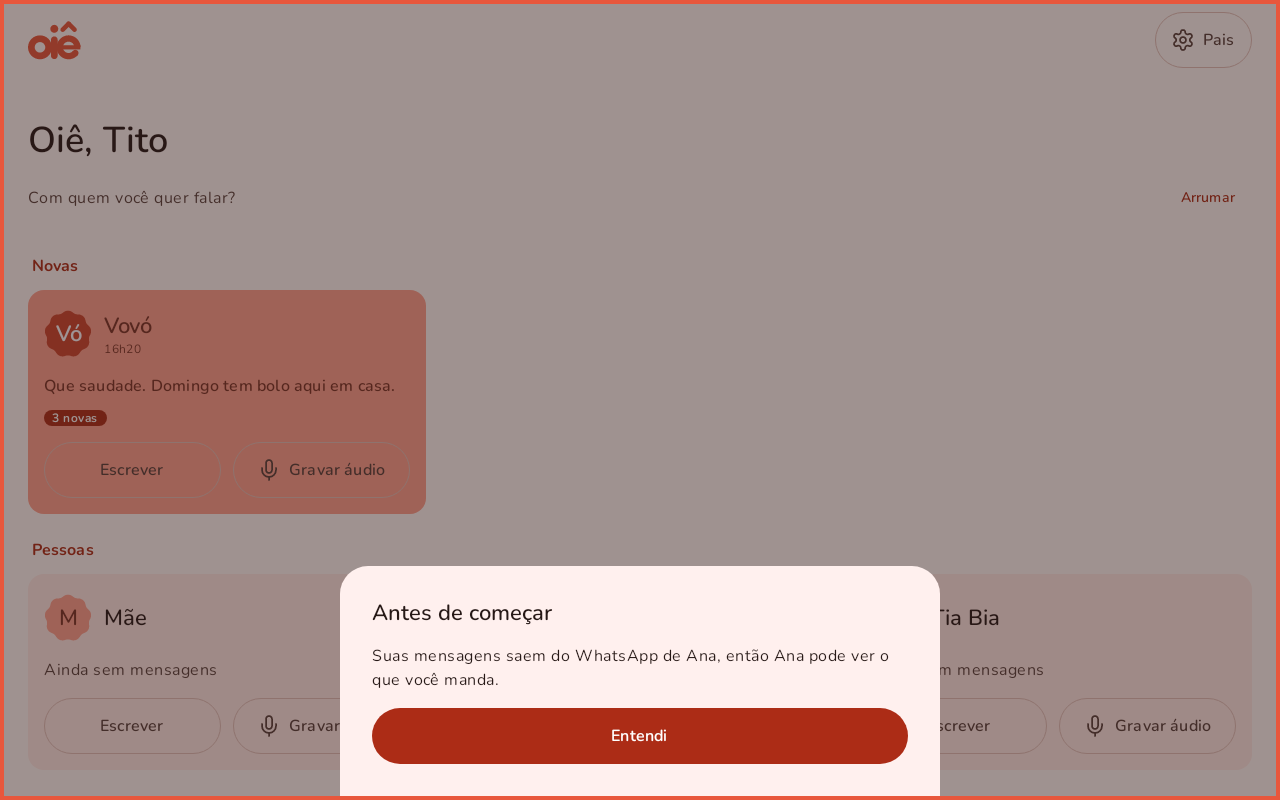 oiê
Pais
Oiê, Tito
Com quem você quer falar?
Arrumar
Novas
Vó
Vovó
16h20
Que saudade. Domingo tem bolo aqui em casa.
3 novas
Escrever
Gravar áudio
Pessoas
M
Mãe
Ainda sem mensagens
Escrever
Gravar
Tia Bia
m mensagens
screver
Gravar áudio
Antes de começar
Suas mensagens saem do WhatsApp de Ana, então Ana pode ver o
que você manda.
Entendi